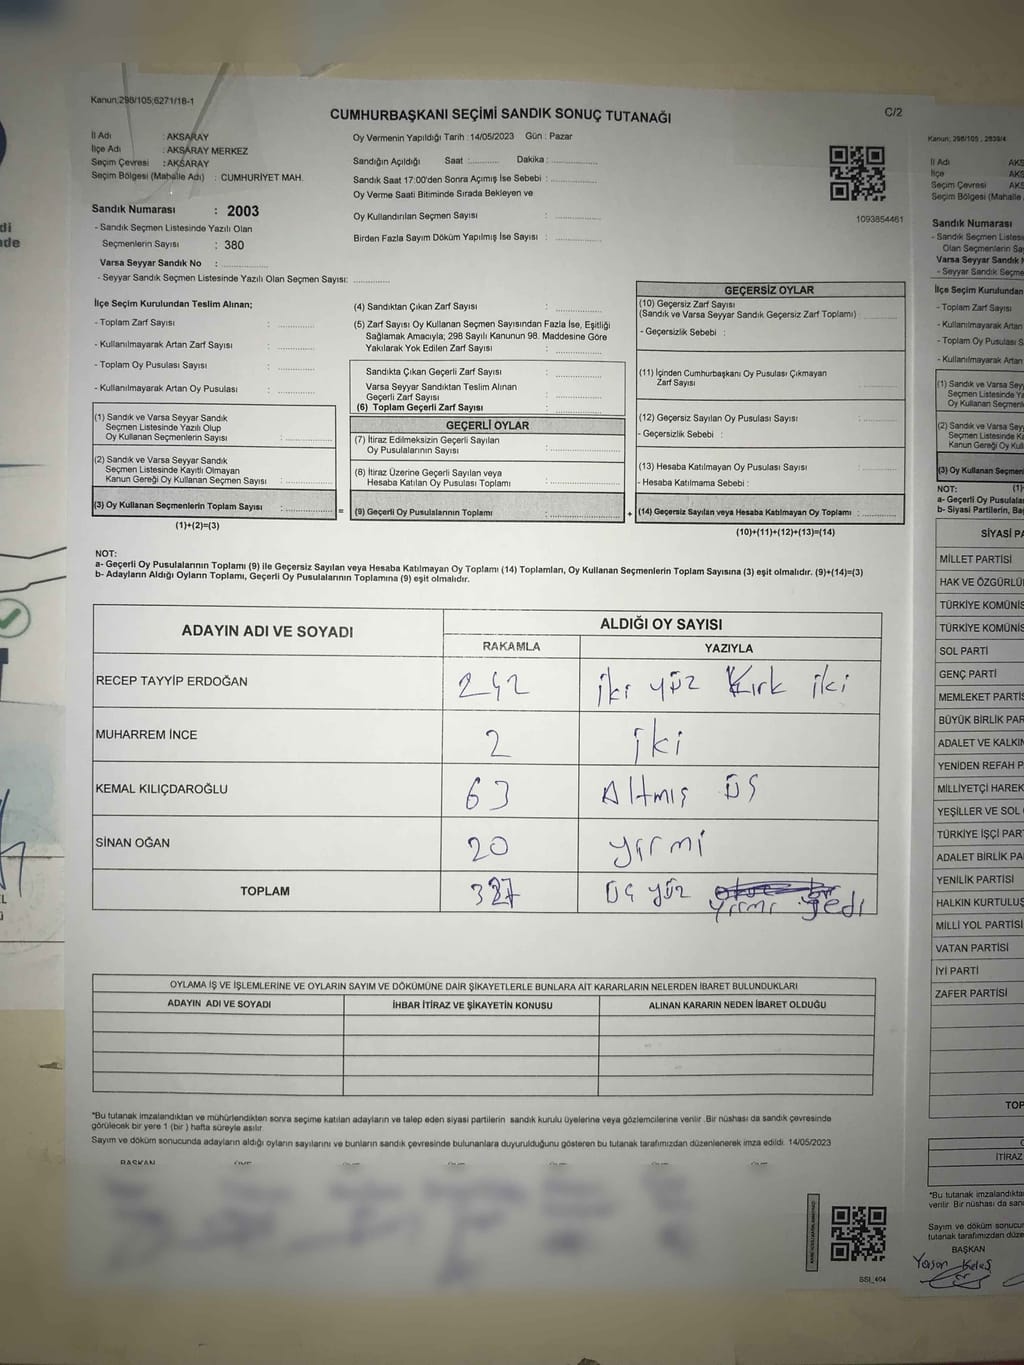 Kanun;298/105;6271/18-1
CUMHURBAŞKANI SEÇİMİ SANDIK SONUÇ TUTANAĞI
C/2
İl Adı : AKSARAY
İlçe Adı : AKSARAY MERKEZ
Seçim Çevresi : AKSARAY
Seçim Bölgesi (Mahalle Adı) : CUMHURİYET MAH.
Sandık Numarası : 2003
- Sandık Seçmen Listesinde Yazılı Olan
Seçmenlerin Sayısı : 380
Varsa Seyyar Sandık No : ..................
- Seyyar Sandık Seçmen Listesinde Yazılı Olan Seçmen Sayısı: ............
Oy Vermenin Yapıldığı Tarih : 14/05/2023 Gün : Pazar
Sandığın Açıldığı Saat :.......... Dakika : ...............
Sandık Saat 17:00'den Sonra Açımış İse Sebebi : ...............
Oy Verme Saati Bitiminde Sırada Bekleyen ve
Oy Kullandırılan Seçmen Sayısı : ...............
Birden Fazla Sayım Döküm Yapılmış İse Sayısı : ...............
1093854461
İlçe Seçim Kurulundan Teslim Alınan;
- Toplam Zarf Sayısı : ............
- Kullanılmayarak Artan Zarf Sayısı : ............
- Toplam Oy Pusulası Sayısı : ............
- Kullanılmayarak Artan Oy Pusulası : ............
(1) Sandık ve Varsa Seyyar Sandık
Seçmen Listesinde Yazılı Olup
Oy Kullanan Seçmenlerin Sayısı : ...............
(2) Sandık ve Varsa Seyyar Sandık
Seçmen Listesinde Kayıtlı Olmayan
Kanun Gereği Oy Kullanan Seçmen Sayısı : ...............
(3) Oy Kullanan Seçmenlerin Toplam Sayısı : ...............
(1)+(2)=(3)
(4) Sandıktan Çıkan Zarf Sayısı : ...............
(5) Zarf Sayısı Oy Kullanan Seçmen Sayısından Fazla İse, Eşitliği
Sağlamak Amacıyla; 298 Sayılı Kanunun 98. Maddesine Göre
Yakılarak Yok Edilen Zarf Sayısı : ...............
Sandıkta Çıkan Geçerli Zarf Sayısı : ...............
Varsa Seyyar Sandıktan Teslim Alınan
Geçerli Zarf Sayısı : ...............
(6) Toplam Geçerli Zarf Sayısı : ...............
GEÇERLİ OYLAR
(7) İtiraz Edilmeksizin Geçerli Sayılan
Oy Pusulalarının Sayısı : ...............
(8) İtiraz Üzerine Geçerli Sayılan veya
Hesaba Katılan Oy Pusulası Toplamı : ...............
= (9) Geçerli Oy Pusulalarının Toplamı : ...............
GEÇERSİZ OYLAR
(10) Geçersiz Zarf Sayısı
(Sandık ve Varsa Seyyar Sandık Geçersiz Zarf Toplamı) : ............
- Geçersizlik Sebebi :
(11) İçinden Cumhurbaşkanı Oy Pusulası Çıkmayan
Zarf Sayısı : ............
(12) Geçersiz Sayılan Oy Pusulası Sayısı : ............
- Geçersizlik Sebebi :
(13) Hesaba Katılmayan Oy Pusulası Sayısı : ............
- Hesaba Katılmama Sebebi :
+ (14) Geçersiz Sayılan veya Hesaba Katılmayan Oy Toplamı : ............
(10)+(11)+(12)+(13)=(14)
NOT:
a- Geçerli Oy Pusulalarının Toplamı (9) ile Geçersiz Sayılan veya Hesaba Katılmayan Oy Toplamı (14) Toplamları, Oy Kullanan Seçmenlerin Toplam Sayısına (3) eşit olmalıdır. (9)+(14)=(3)
b- Adayların Aldığı Oyların Toplamı, Geçerli Oy Pusulalarının Toplamına (9) eşit olmalıdır.
ADAYIN ADI VE SOYADI ALDIĞI OY SAYISI
RAKAMLA YAZIYLA
RECEP TAYYİP ERDOĞAN 242 iki yüz Kırk iki
MUHARREM İNCE 2 iki
KEMAL KILIÇDAROĞLU 63 Altmış üş
SİNAN OĞAN 20 yirmi
TOPLAM 327 üç yüz yirmi yedi
OYLAMA İŞ VE İŞLEMLERİNE VE OYLARIN SAYIM VE DÖKÜMÜNE DAİR ŞİKAYETLERLE BUNLARA AİT KARARLARIN NELERDEN İBARET BULUNDUKLARI
ADAYIN ADI VE SOYADI İHBAR İTİRAZ VE ŞİKAYETİN KONUSU ALINAN KARARIN NEDEN İBARET OLDUĞU
*Bu tutanak imzalandıktan ve mühürlendikten sonra seçime katılan adayların ve talep eden siyasi partilerin sandık kurulu üyelerine veya gözlemcilerine verilir .Bir nüshası da sandık çevresinde
görülecek bir yere 1 (bir ) hafta süreyle asılır.
Sayım ve döküm sonucunda adayların aldığı oyların sayılarını ve bunların sandık çevresinde bulunanlara duyurulduğunu gösteren bu tutanak tarafımızdan düzenlenerek imza edildi. 14/05/2023
BAŞKAN
SSI_404
Kanun; 298/105 , 2839/4
İl Adı AKS
İlçe AKS
Seçim Çevresi AKS
Seçim Bölgesi (Mahalle
Sandık Numarası
- Sandık Seçmen Listesi
Olan Seçmenlerin Sa
Varsa Seyyar Sandık N
- Seyyar Sandık Seçme
İlçe Seçim Kurulundan
- Toplam Zarf Sayısı
- Kullanılmayarak Artan
- Toplam Oy Pusulası S
- Kullanılmayarak Artan
(1) Sandık ve Varsa Sey
Seçmen Listesinde Ya
Oy Kullanan Seçmenle
(2) Sandık ve Varsa Sey
Seçmen Listesinde Ka
Kanun Gereği Oy Kull
(3) Oy Kullanan Seçmen
NOT: (1)
a- Geçerli Oy Pusulala
b- Siyasi Partilerin, Ba
SİYASİ PA
MİLLET PARTİSİ
HAK VE ÖZGÜRLÜ
TÜRKİYE KOMÜNİS
TÜRKİYE KOMÜNİS
SOL PARTİ
GENÇ PARTİ
MEMLEKET PARTİS
BÜYÜK BİRLİK PAR
ADALET VE KALKIN
YENİDEN REFAH P
MİLLİYETÇİ HAREK
YEŞİLLER VE SOL
TÜRKİYE İŞÇİ PART
ADALET BİRLİK PA
YENİLİK PARTİSİ
HALKIN KURTULUŞ
MİLLİ YOL PARTİSİ
VATAN PARTİSİ
İYİ PARTİ
ZAFER PARTİSİ
TOP
İTİRAZ
*Bu tutanak imzalandıkta
verilir. Bir nüshası da san
Sayım ve döküm sonucu
tutanak tarafımızdan düze
BAŞKAN